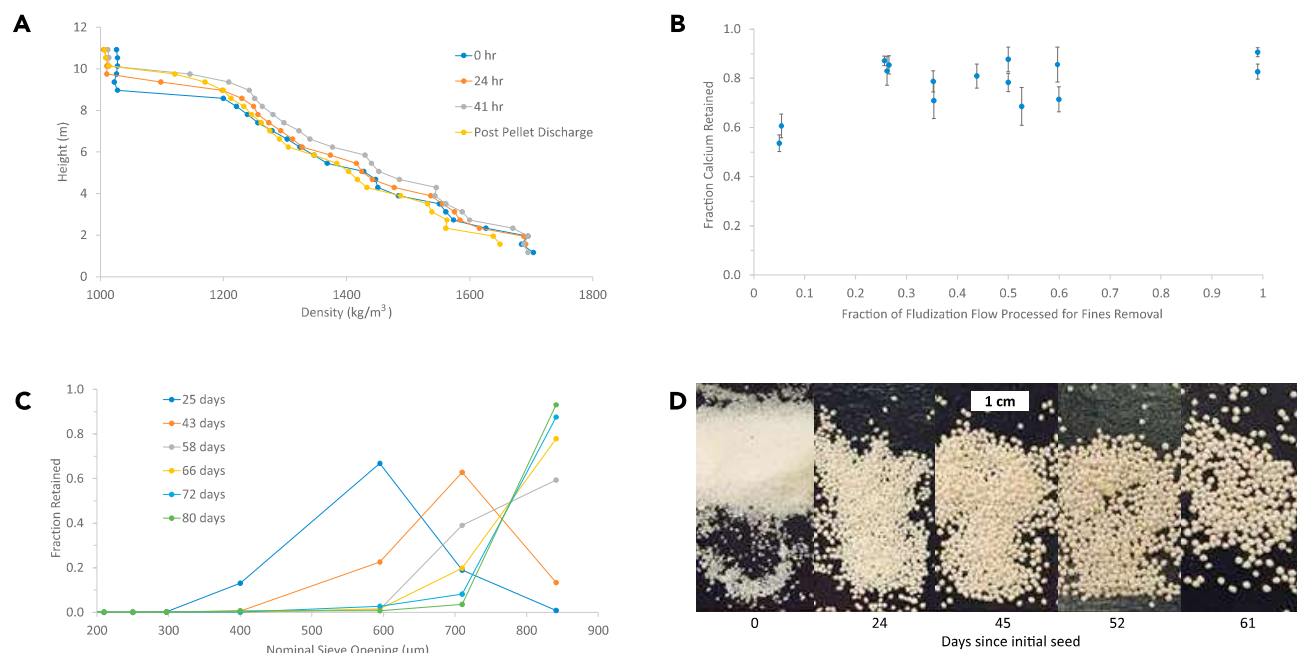 A
12
10
8
6
4
2
0
Height (m)
1000
1200
1400
1600
1800
Density (kg/m³)
0 hr
24 hr
41 hr
Post Pellet Discharge
B
1.0
0.8
0.6
0.4
0.2
0.0
Fraction Calcium Retained
0
0.1
0.2
0.3
0.4
0.5
0.6
0.7
0.8
0.9
1
Fraction of Fludization Flow Processed for Fines Removal
C
1.0
0.8
0.6
0.4
0.2
0.0
Fraction Retained
200
300
400
500
600
700
800
900
Nominal Sieve Opening (um)
25 days
43 days
58 days
66 days
72 days
80 days
D
1 cm
0
24
45
52
61
Days since initial seed